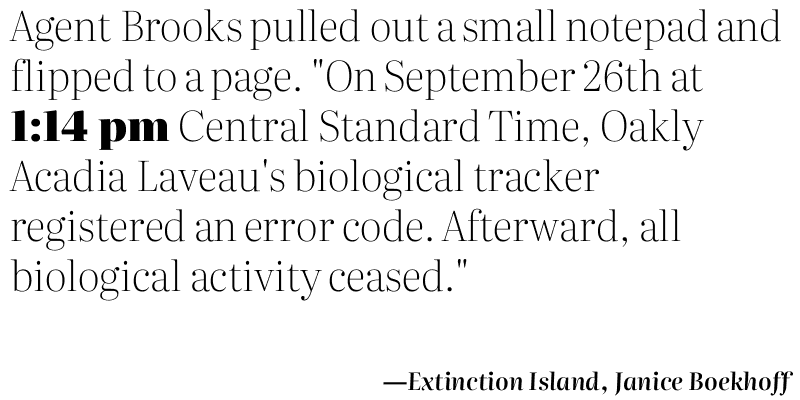 Agent Brooks pulled out a small notepad and
flipped to a page. "On September 26th at
1:14 pm Central Standard Time, Oakly
Acadia Laveau's biological tracker
registered an error code. Afterward, all
biological activity ceased."
—Extinction Island, Janice Boekhoff